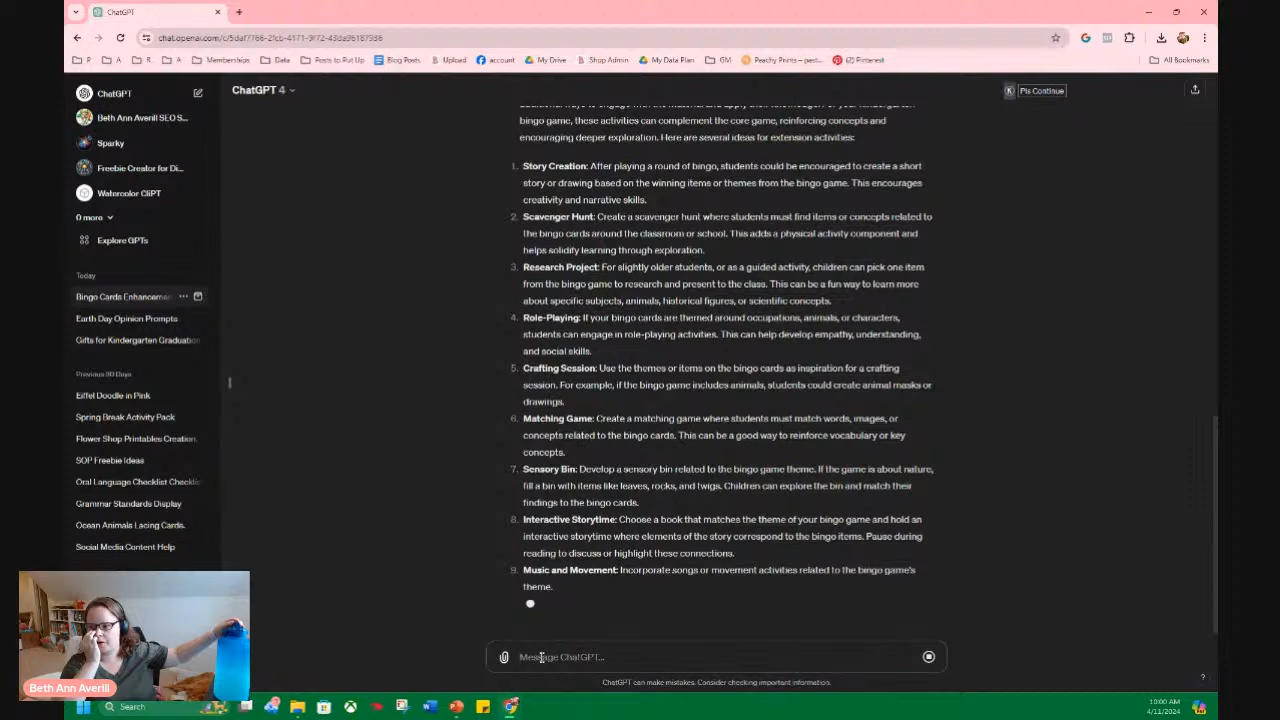 ChatGPT
chat.openai.com/c/5daf7766-21cb-4171-9f72-43da96187936
R
A
R
A
Memberships
Data
Posts to Put Up
Blog Posts
Upload
account
My Drive
Shop Admin
My Data Plan
GM
Peachy Prints – past...
(2) Pinterest
All Bookmarks
ChatGPT
Beth Ann Averill SEO S...
Sparky
Freebie Creator for Di...
Watercolor CliPT
0 more
Explore GPTs
Today
Bingo Cards Enhancemen
Earth Day Opinion Prompts
Gifts for Kindergarten Graduation
Previous 30 Days
Eiffel Doodle in Pink
Spring Break Activity Pack
Flower Shop Printables Creation.
SOP Freebie Ideas
Oral Language Checklist Checklis
Grammar Standards Display
Ocean Animals Lacing Cards.
Social Media Content Help
ChatGPT 4
K Pls Continue
bingo game, these activities can complement the core game, reinforcing concepts and
encouraging deeper exploration. Here are several ideas for extension activities:
1. Story Creation: After playing a round of bingo, students could be encouraged to create a short
story or drawing based on the winning items or themes from the bingo game. This encourages
creativity and narrative skills.
2. Scavenger Hunt: Create a scavenger hunt where students must find items or concepts related to
the bingo cards around the classroom or school. This adds a physical activity component and
helps solidify learning through exploration.
3. Research Project: For slightly older students, or as a guided activity, children can pick one item
from the bingo game to research and present to the class. This can be a fun way to learn more
about specific subjects, animals, historical figures, or scientific concepts.
4. Role-Playing: If your bingo cards are themed around occupations, animals, or characters,
students can engage in role-playing activities. This can help develop empathy, understanding,
and social skills.
5. Crafting Session: Use the themes or items on the bingo cards as inspiration for a crafting
session. For example, if the bingo game includes animals, students could create animal masks or
drawings.
6. Matching Game: Create a matching game where students must match words, images, or
concepts related to the bingo cards. This can be a good way to reinforce vocabulary or key
concepts.
7. Sensory Bin: Develop a sensory bin related to the bingo game theme. If the game is about nature,
fill a bin with items like leaves, rocks, and twigs. Children can explore the bin and match their
findings to the bingo cards.
8. Interactive Storytime: Choose a book that matches the theme of your bingo game and hold an
interactive storytime where elements of the story correspond to the bingo items. Pause during
reading to discuss or highlight these connections.
9. Music and Movement: Incorporate songs or movement activities related to the bingo game's
theme.
Message ChatGPT...
ChatGPT can make mistakes. Consider checking important information.
?
Beth Ann Averill
Search
10:00 AM
4/11/2024